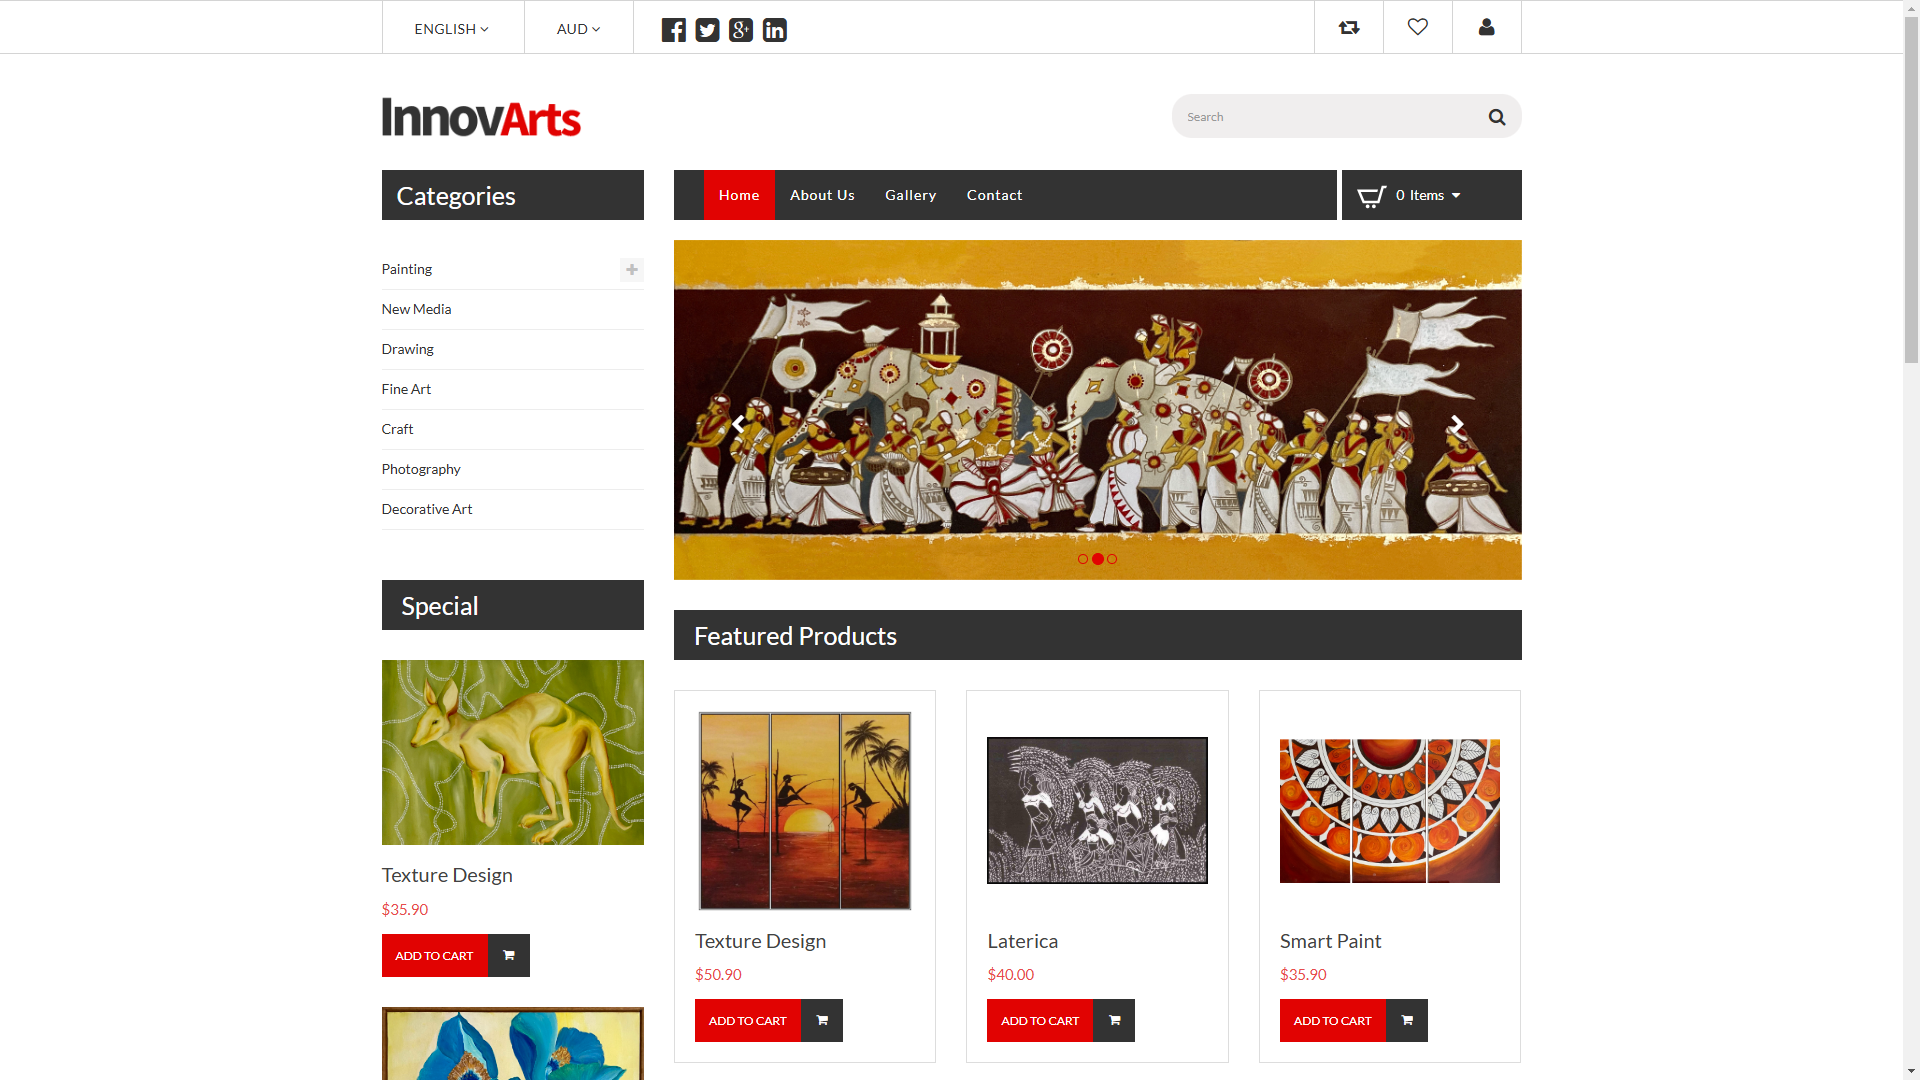 ENGLISH
AUD
InnovArts
Search
Categories
Home About Us Gallery Contact
0 Items
Painting
New Media
Drawing
Fine Art
Craft
Photography
Decorative Art
Special
Texture Design
$35.90
ADD TO CART
Featured Products
Texture Design
$50.90
ADD TO CART
Laterica
$40.00
ADD TO CART
Smart Paint
$35.90
ADD TO CART